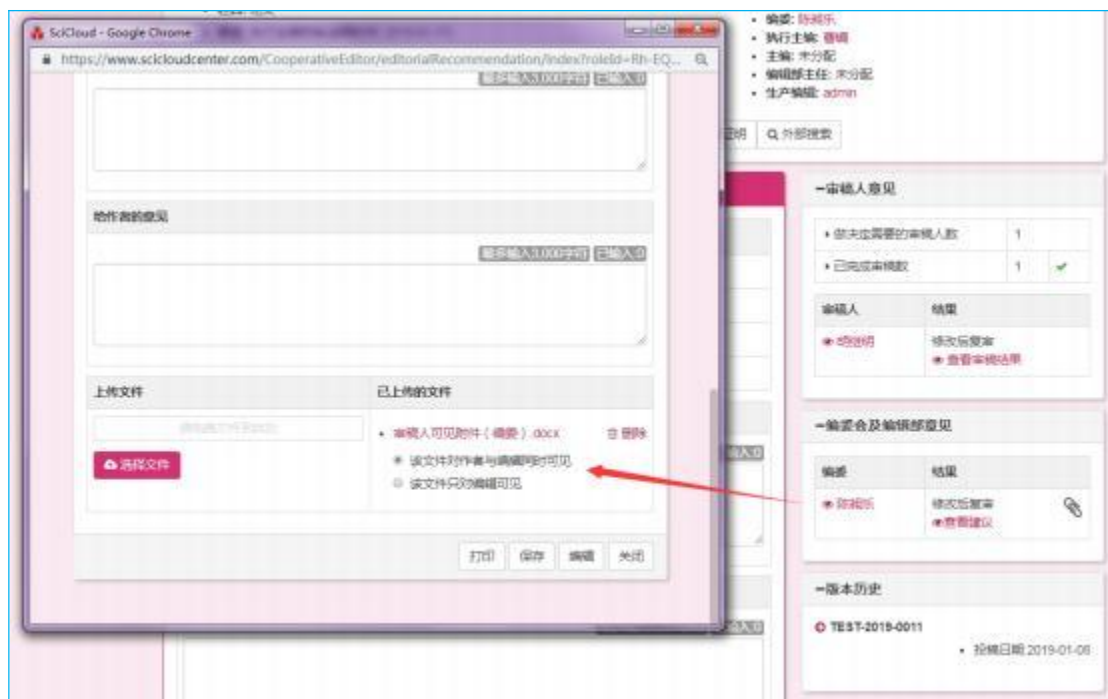 SciCloud - Google Chrome
https://www.scicloudcenter.com/CooperativeEditor/editorialRecommendation/index?roleId=Rh-EQ...
最多输入3,000字符 已输入:0
给作者的意见
最多输入3,000字符 已输入:0
上传文件
已上传的文件
选择文件
审稿人可见附件(编委).docx
删除
该文件对作者与编辑同时可见
该文件只对编辑可见
打印 保存 编辑 关闭
编委:
执行主编:
主编: 未分配
编辑部主任: 未分配
生产编辑: admin
外部搜索
审稿人意见
做决定需要的审稿人数 1
已完成审稿数 1
审稿人 结果
修改后复审
查看审稿结果
编委会及编辑部意见
编委 结果
修改后复审
查看建议
版本历史
TEST-2019-0011
投稿日期:2019-01-08